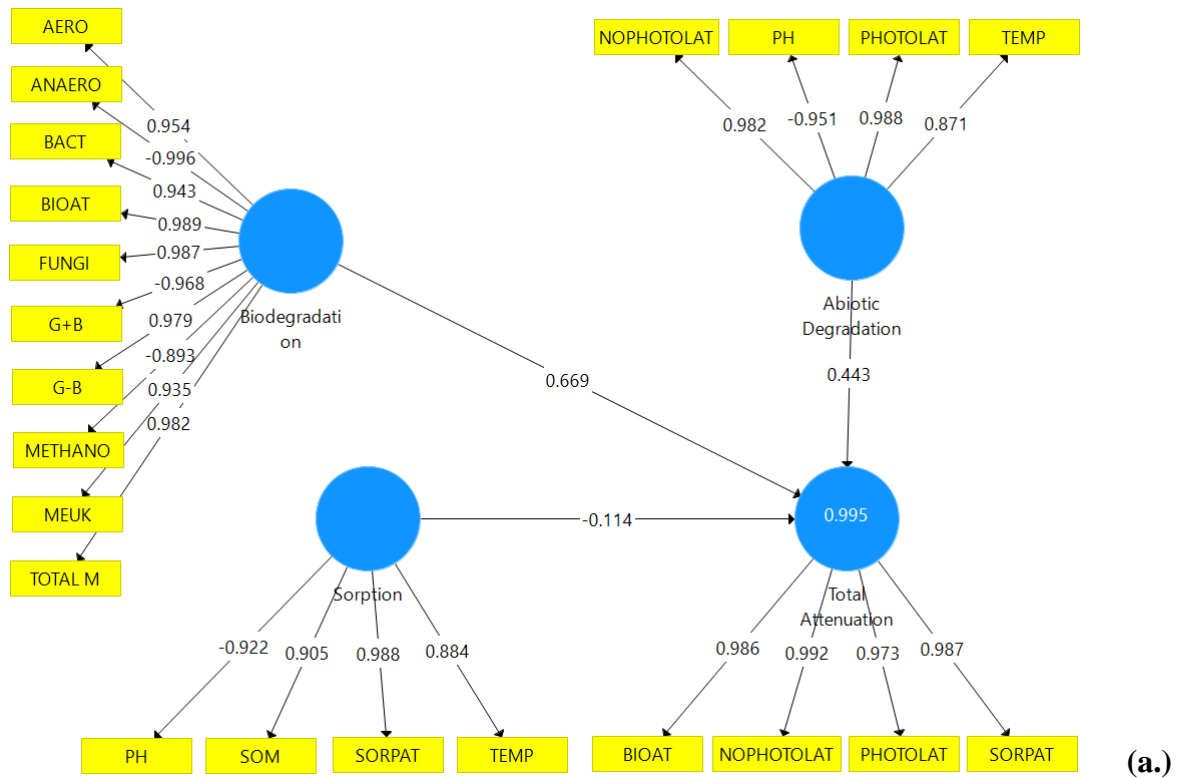 AERO
ANAERO
BACT
BIOAT
FUNGI
G+B
G-B
METHANO
MEUK
TOTAL M
0.954
-0.996
0.943
0.989
0.987
-0.968
0.979
-0.893
0.935
0.982
Biodegradati
on
NOPHOTOLAT PH PHOTOLAT TEMP
0.982 -0.951 0.988 0.871
Abiotic
Degradation
0.669
0.443
-0.114
0.995
Sorption
-0.922 0.905 0.988 0.884
PH SOM SORPAT TEMP
Total
Attenuation
0.986 0.992 0.973 0.987
BIOAT NOPHOTOLAT PHOTOLAT SORPAT
(a.)